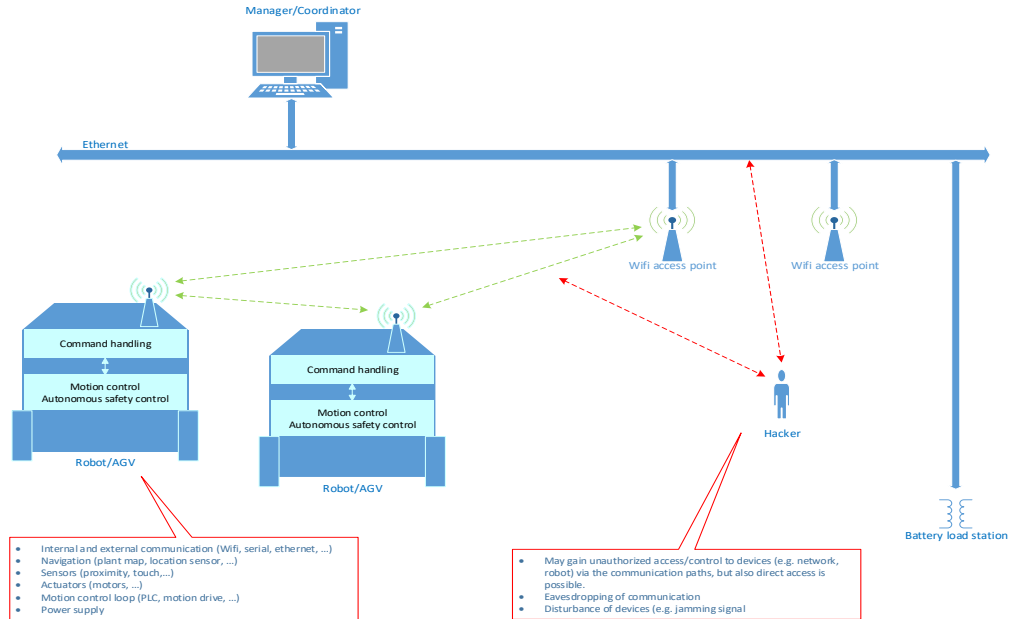 Manager/Coordinator
Ethernet
Wifi access point
Wifi access point
Command handling
Motion control
Autonomous safety control
Robot/AGV
Command handling
Motion control
Autonomous safety control
Robot/AGV
Hacker
Battery load station
• Internal and external communication (Wifi, serial, ethernet, ...)
• Navigation (plant map, location sensor, ...)
• Sensors (proximity, touch,...)
• Actuators (motors, ...)
• Motion control loop (PLC, motion drive, ...)
• Power supply
• May gain unauthorized access/control to devices (e.g. network,
robot) via the communication paths, but also direct access is
possible.
• Eavesdropping of communication
• Disturbance of devices (e.g. jamming signal